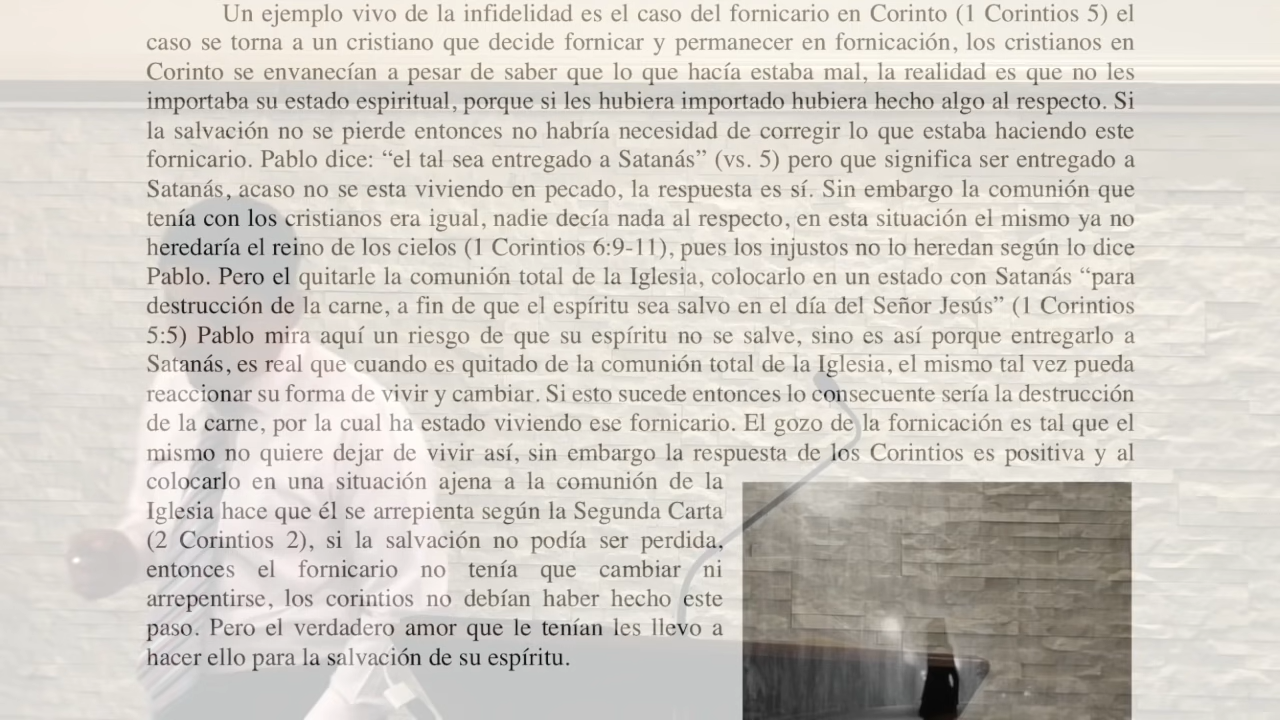 Un ejemplo vivo de la infidelidad es el caso del fornicario en Corinto (1 Corintios 5) el
caso se torna a un cristiano que decide fornicar y permanecer en fornicación, los cristianos en
Corinto se envanecían a pesar de saber que lo que hacía estaba mal, la realidad es que no les
importaba su estado espiritual, porque si les hubiera importado hubiera hecho algo al respecto. Si
la salvación no se pierde entonces no habría necesidad de corregir lo que estaba haciendo este
fornicario. Pablo dice: “el tal sea entregado a Satanás” (vs. 5) pero que significa ser entregado a
Satanás, acaso no se esta viviendo en pecado, la respuesta es sí. Sin embargo la comunión que
tenía con los cristianos era igual, nadie decía nada al respecto, en esta situación el mismo ya no
heredaría el reino de los cielos (1 Corintios 6:9-11), pues los injustos no lo heredan según lo dice
Pablo. Pero el quitarle la comunión total de la Iglesia, colocarlo en un estado con Satanás “para
destrucción de la carne, a fin de que el espíritu sea salvo en el día del Señor Jesús” (1 Corintios
5:5) Pablo mira aquí un riesgo de que su espíritu no se salve, sino es así porque entregarlo a
Satanás, es real que cuando es quitado de la comunión total de la Iglesia, el mismo tal vez pueda
reaccionar su forma de vivir y cambiar. Si esto sucede entonces lo consecuente sería la destrucción
de la carne, por la cual ha estado viviendo ese fornicario. El gozo de la fornicación es tal que el
mismo no quiere dejar de vivir así, sin embargo la respuesta de los Corintios es positiva y al
colocarlo en una situación ajena a la comunión de la
Iglesia hace que él se arrepienta según la Segunda Carta
(2 Corintios 2), si la salvación no podía ser perdida,
entonces el fornicario no tenía que cambiar ni
arrepentirse, los corintios no debían haber hecho este
paso. Pero el verdadero amor que le tenían les llevo a
hacer ello para la salvación de su espíritu.